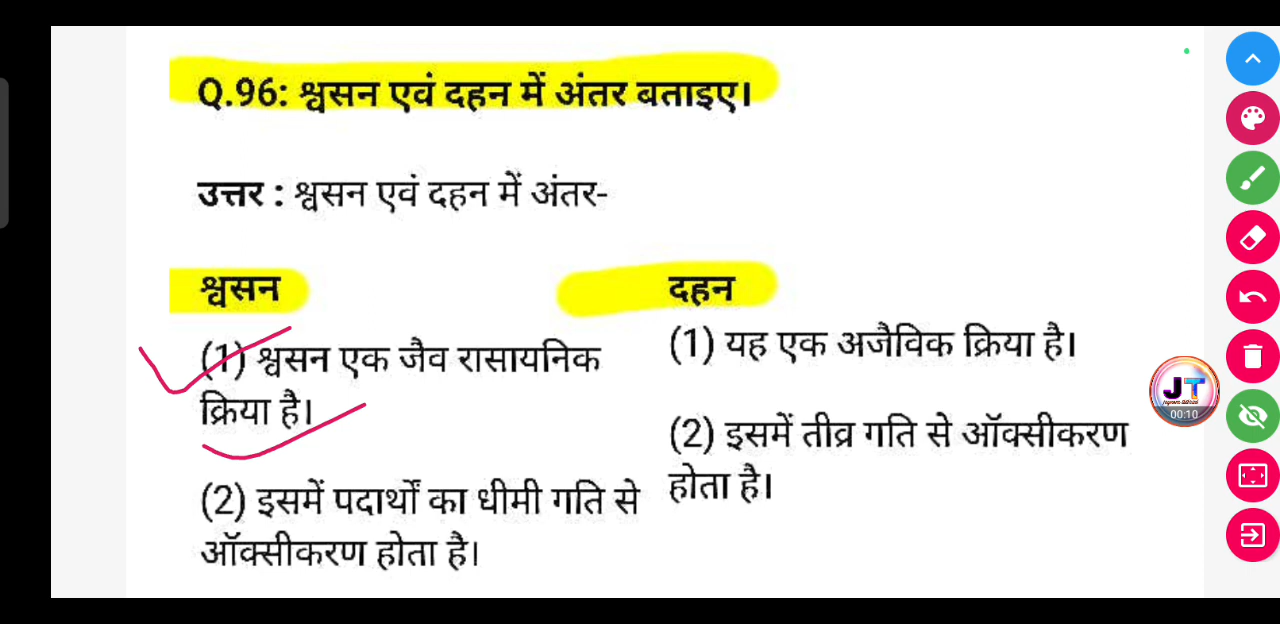 Q.96: श्वसन एवं दहन में अंतर बताइए।
उत्तर : श्वसन एवं दहन में अंतर-
श्वसन
(1) श्वसन एक जैव रासायनिक
क्रिया है।
(2) इसमें पदार्थों का धीमी गति से
ऑक्सीकरण होता है।
दहन
(1) यह एक अजैविक क्रिया है।
(2) इसमें तीव्र गति से ऑक्सीकरण
होता है।
JT
00:10